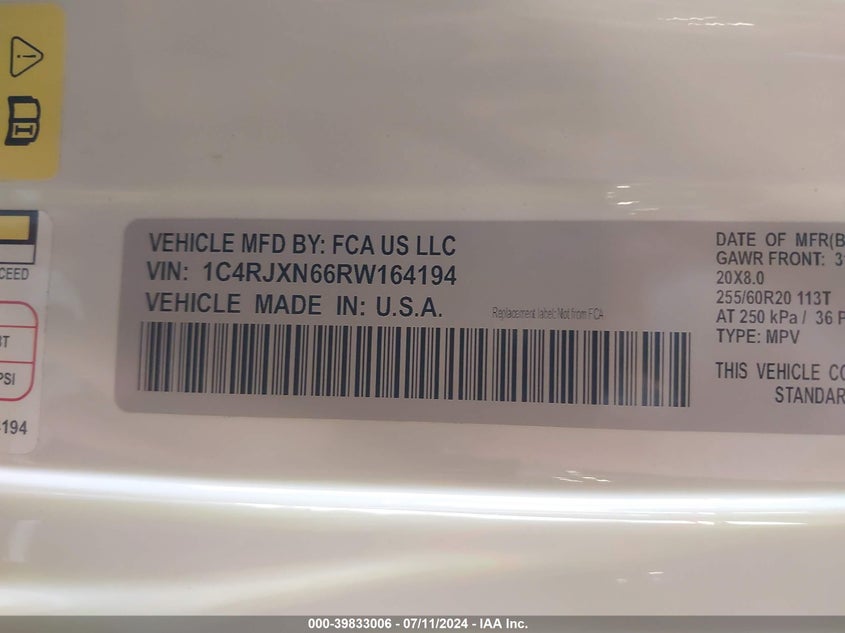 CEED
3T
PSI
194
VEHICLE MFD BY: FCA US LLC
VIN: 1C4RJXN66RW164194
VEHICLE MADE IN: U.S.A.
Replacement label: Not from FCA
DATE OF MFR(B
GAWR FRONT: 31
20X8.0
255/60R20 113T
AT 250 kPa / 36 P
TYPE: MPV
THIS VEHICLE CO
STANDAR
000-39833006 - 07/11/2024 - IAA Inc.